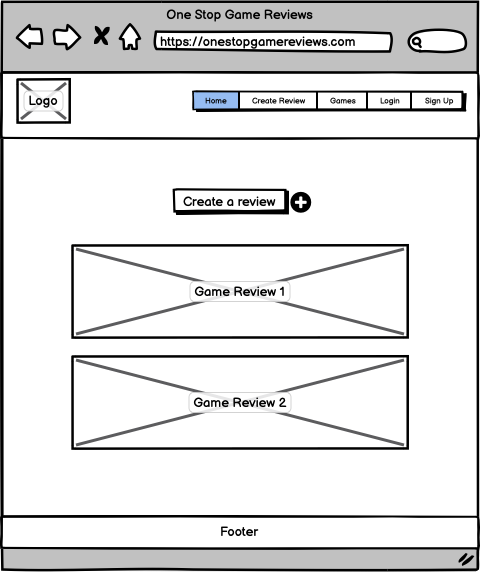 One Stop Game Reviews
https://onestopgamereviews.com
Logo
Home
Create Review
Games
Login
Sign Up
Create a review
Game Review 1
Game Review 2
Footer